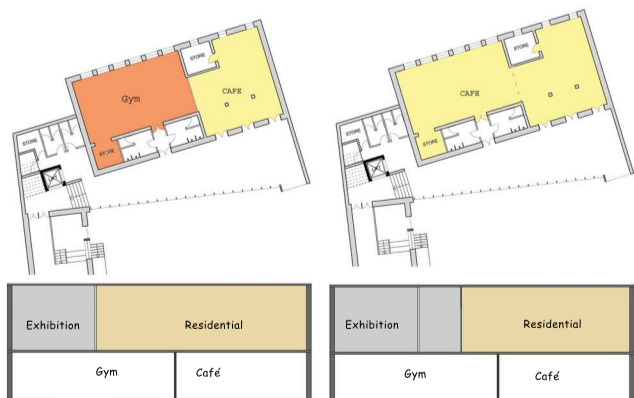 STORE
Gym
CAFE
STORE
STORE
STORE
CAFE
STORE
STORE
Exhibition
Residential
Gym
Café
Exhibition
Residential
Gym
Café